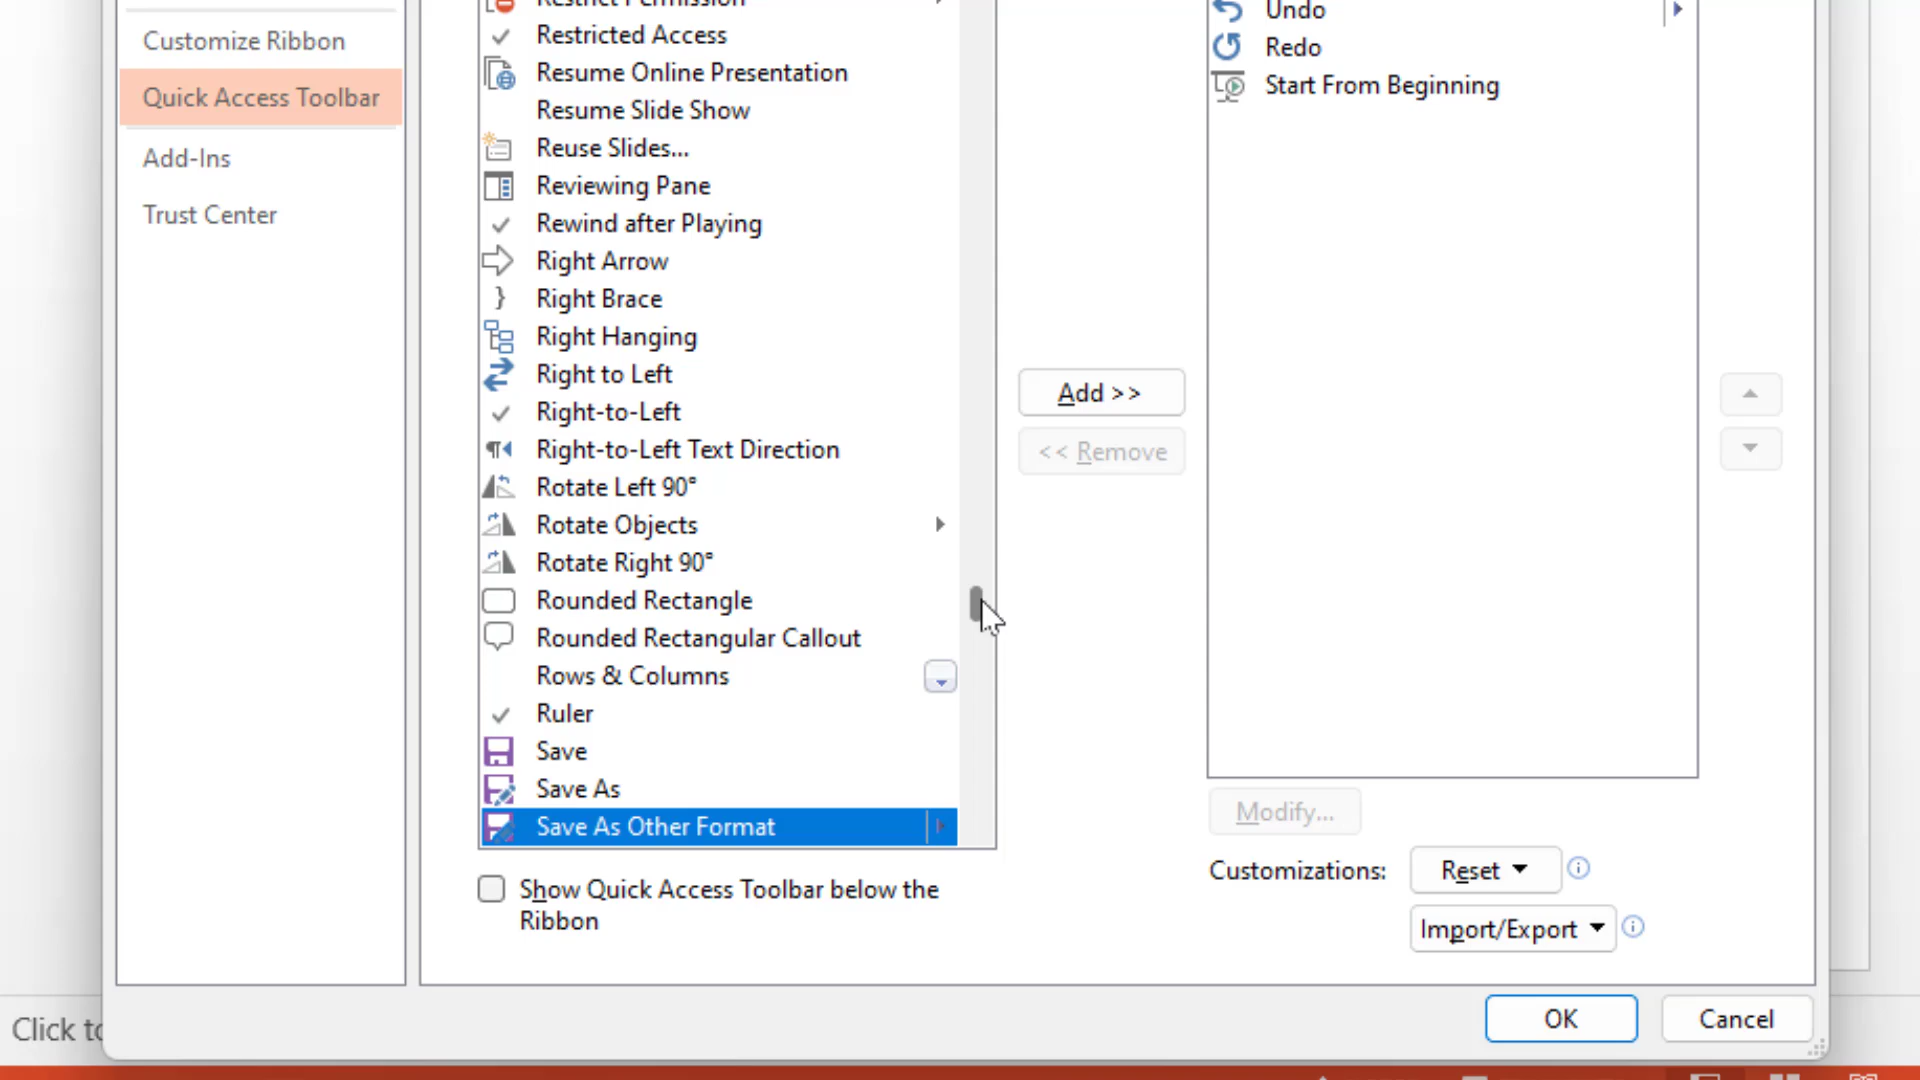 Customize Ribbon
Quick Access Toolbar
Add-Ins
Trust Center
Restrict Permission
Restricted Access
Resume Online Presentation
Resume Slide Show
Reuse Slides...
Reviewing Pane
Rewind after Playing
Right Arrow
Right Brace
Right Hanging
Right to Left
Right-to-Left
Right-to-Left Text Direction
Rotate Left 90°
Rotate Objects
Rotate Right 90°
Rounded Rectangle
Rounded Rectangular Callout
Rows & Columns
Ruler
Save
Save As
Save As Other Format
Show Quick Access Toolbar below the
Ribbon
Add >>
<< Remove
Undo
Redo
Start From Beginning
Modify...
Customizations:
Reset
Import/Export
OK
Cancel
Click